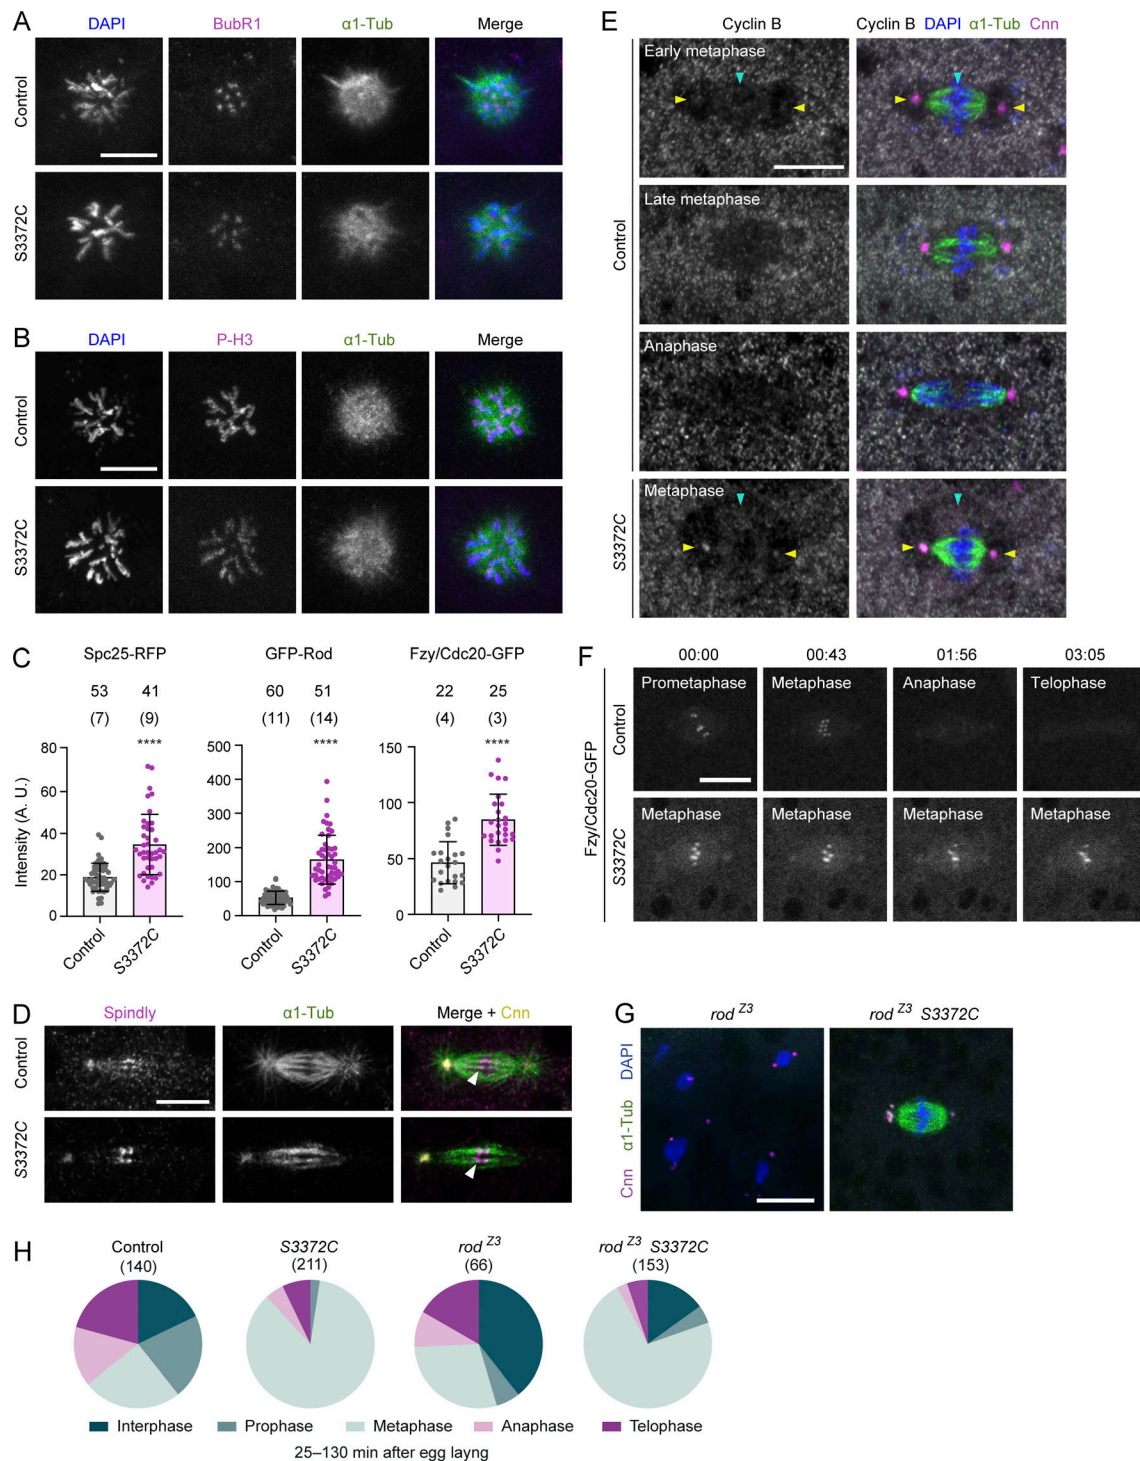 A
DAPI BubR1 α1-Tub Merge
Control
S3372C
B
DAPI P-H3 α1-Tub Merge
Control
S3372C
C
Spc25-RFP GFP-Rod Fzy/Cdc20-GFP
53 41 60 51 22 25
(7) (9) (11) (14) (4) (3)
**** **** ****
Intensity (A. U.)
80
60
40
20
0
Control S3372C
500
400
300
200
100
0
Control S3372C
150
100
50
0
Control S3372C
D
Spindly α1-Tub Merge + Cnn
Control
S3372C
E
Cyclin B Cyclin B DAPI α1-Tub Cnn
Control
Early metaphase
Late metaphase
Anaphase
S3372C
Metaphase
F
00:00 00:43 01:56 03:05
Fzy/Cdc20-GFP
Control
Prometaphase Metaphase Anaphase Telophase
S3372C
Metaphase Metaphase Metaphase Metaphase
G
rod Z3 rod Z3 S3372C
Cnn α1-Tub DAPI
H
Control S3372C rod Z3 rod Z3 S3372C
(140) (211) (66) (153)
Interphase Prophase Metaphase Anaphase Telophase
25–130 min after egg layng